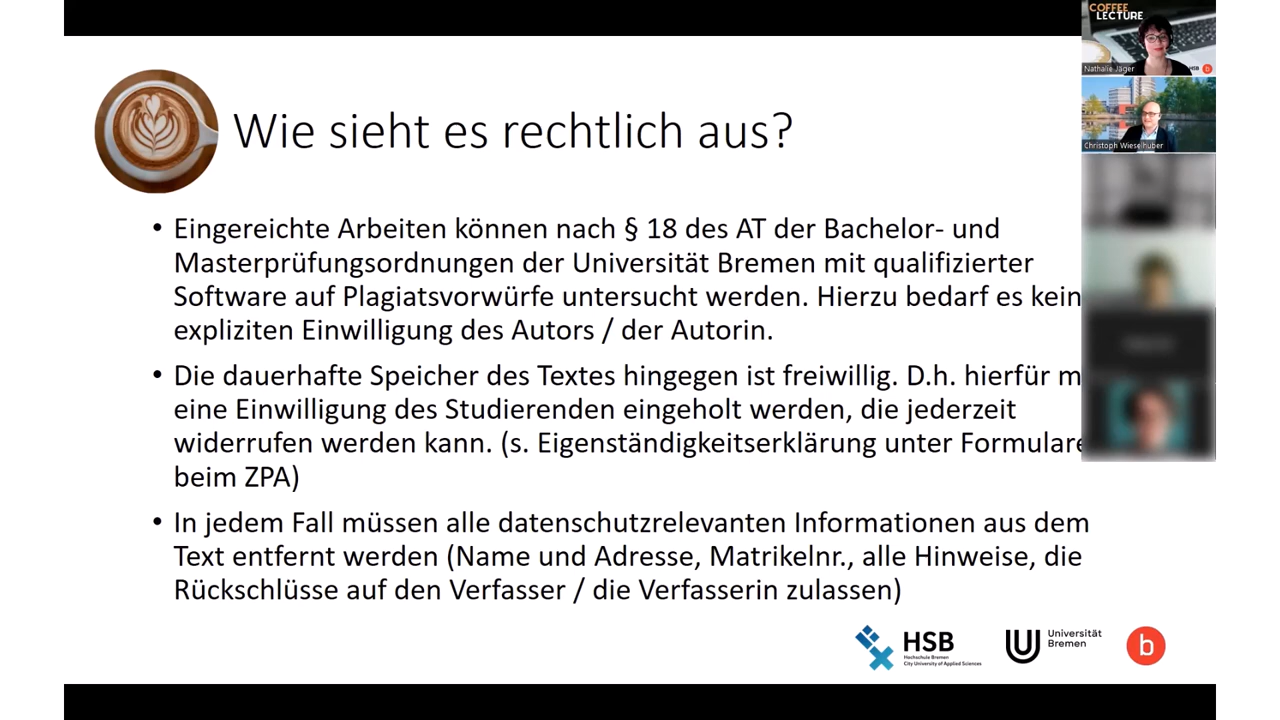 COFFEE
LECTURE
Nathalie Jäger
HSB
b
Christoph Wieselhuber
Wie sieht es rechtlich aus?
• Eingereichte Arbeiten können nach § 18 des AT der Bachelor- und
Masterprüfungsordnungen der Universität Bremen mit qualifizierter
Software auf Plagiatsvorwürfe untersucht werden. Hierzu bedarf es kein
expliziten Einwilligung des Autors / der Autorin.
• Die dauerhafte Speicher des Textes hingegen ist freiwillig. D.h. hierfür m
eine Einwilligung des Studierenden eingeholt werden, die jederzeit
widerrufen werden kann. (s. Eigenständigkeitserklärung unter Formulare
beim ZPA)
• In jedem Fall müssen alle datenschutzrelevanten Informationen aus dem
Text entfernt werden (Name und Adresse, Matrikelnr., alle Hinweise, die
Rückschlüsse auf den Verfasser / die Verfasserin zulassen)
HSB
Hochschule Bremen
City University of Applied Sciences
Universität
Bremen
b